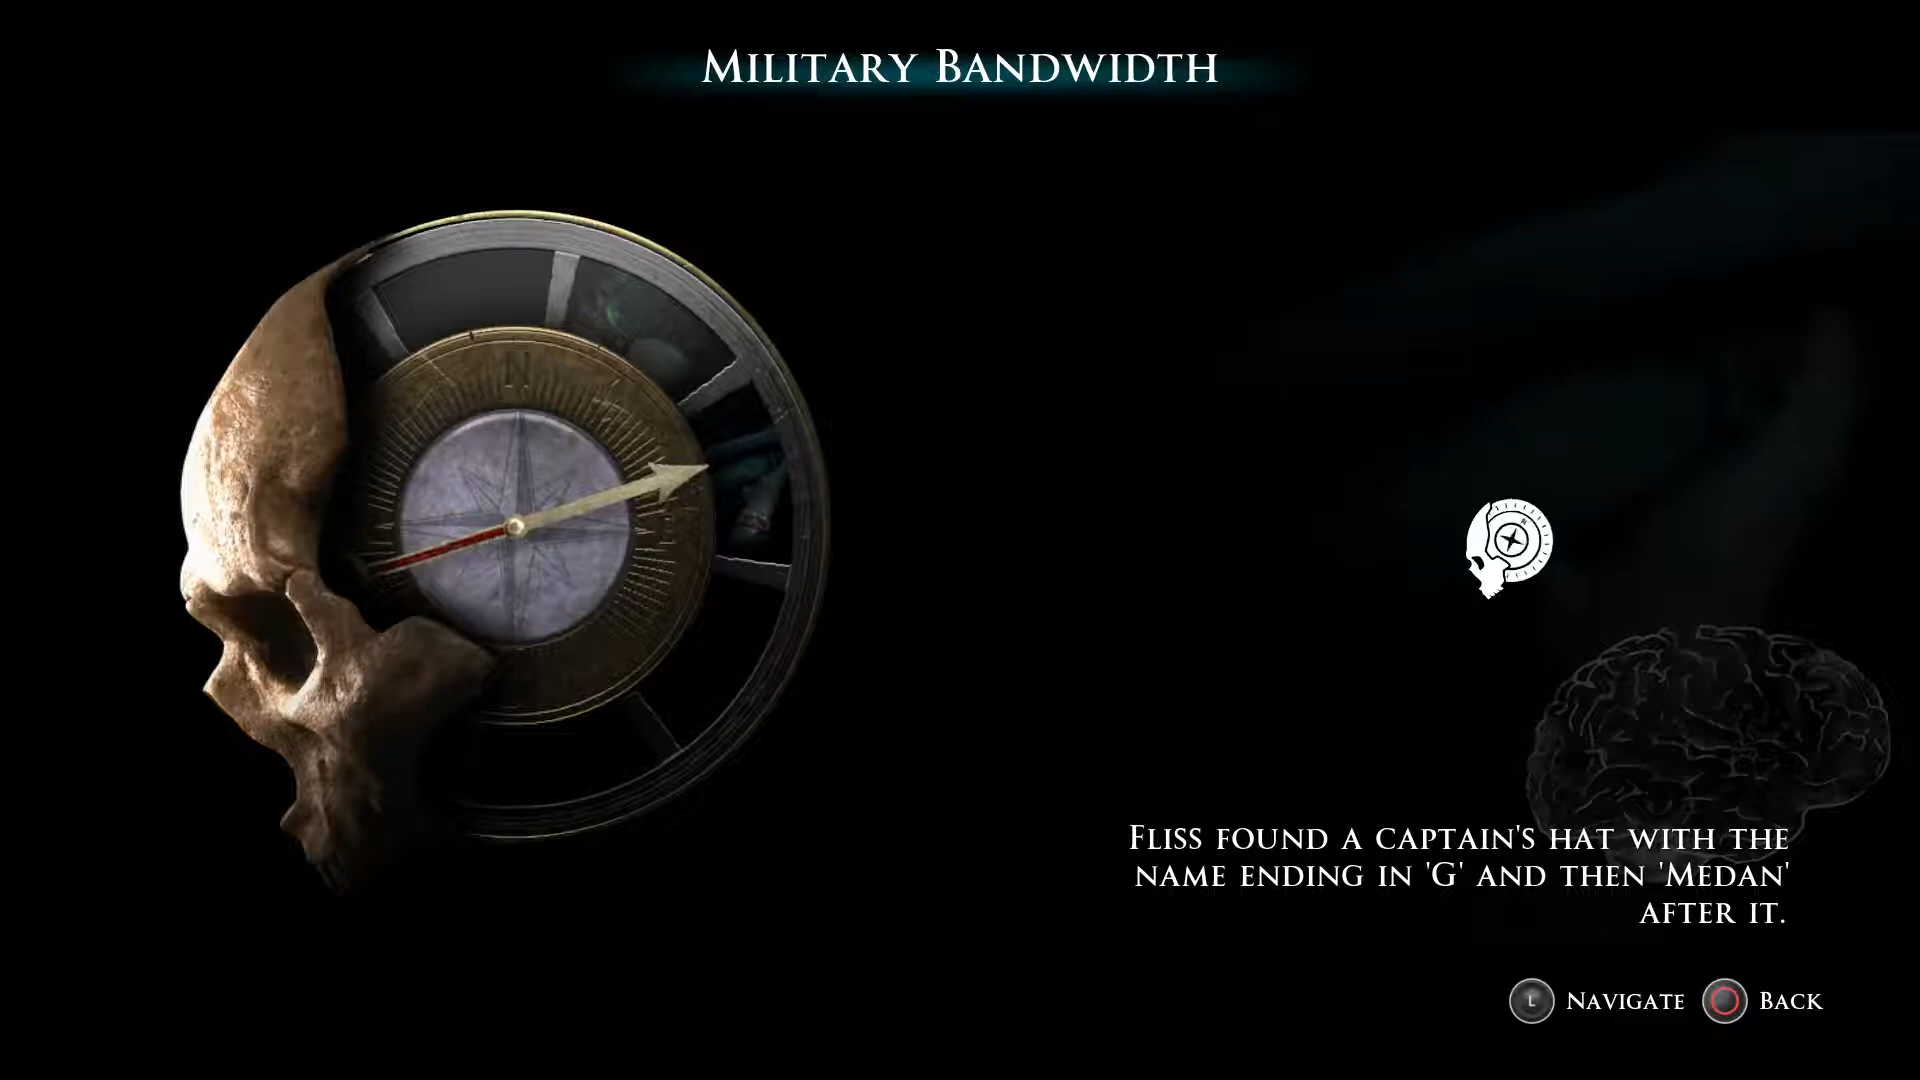 Military Bandwidth
N
Fliss found a captain's hat with the
name ending in 'G' and then 'Medan'
after it.
L Navigate Back